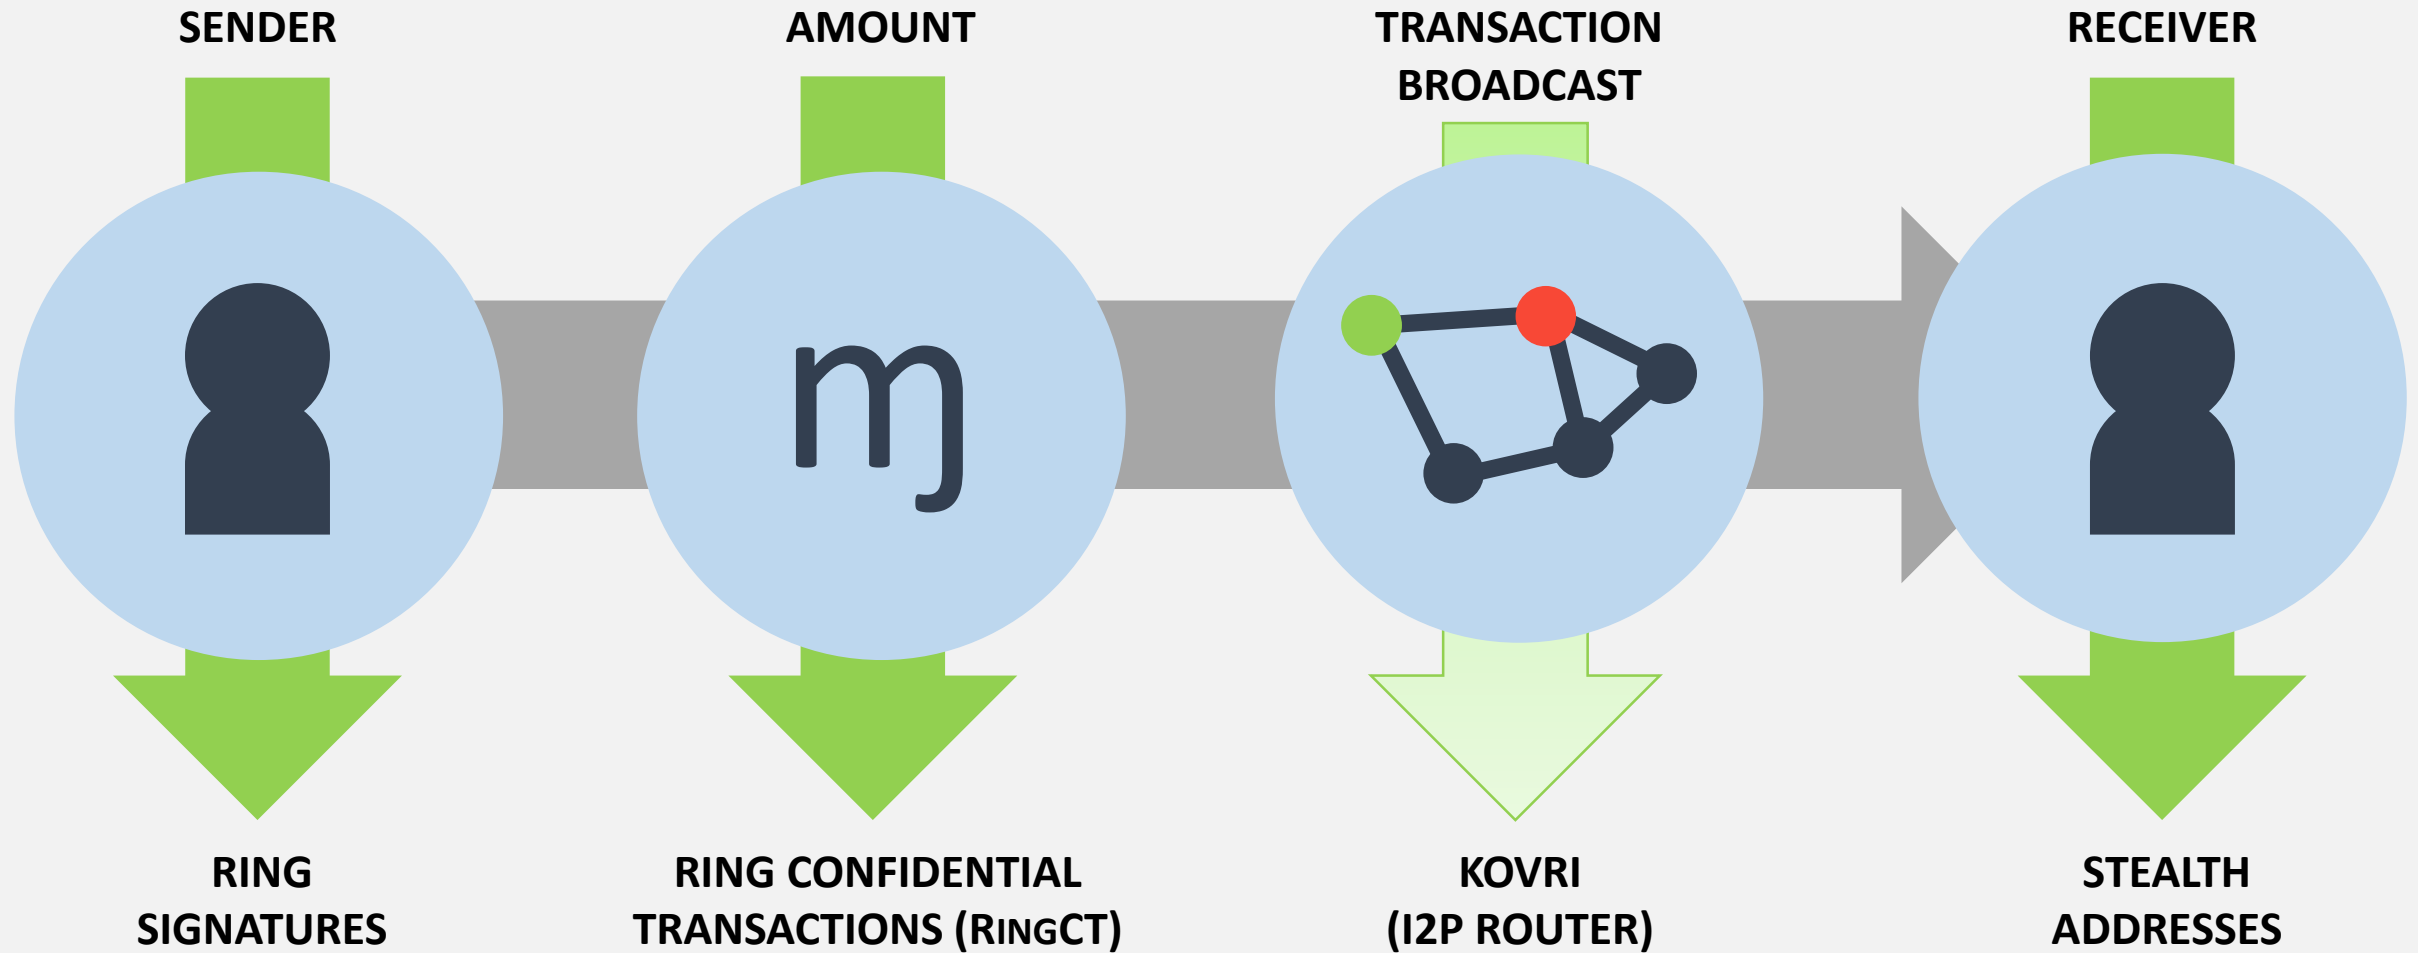 SENDER
AMOUNT
TRANSACTION
BROADCAST
RECEIVER
ɱ
RING
SIGNATURES
RING CONFIDENTIAL
TRANSACTIONS (RINGCT)
KOVRI
(I2P ROUTER)
STEALTH
ADDRESSES